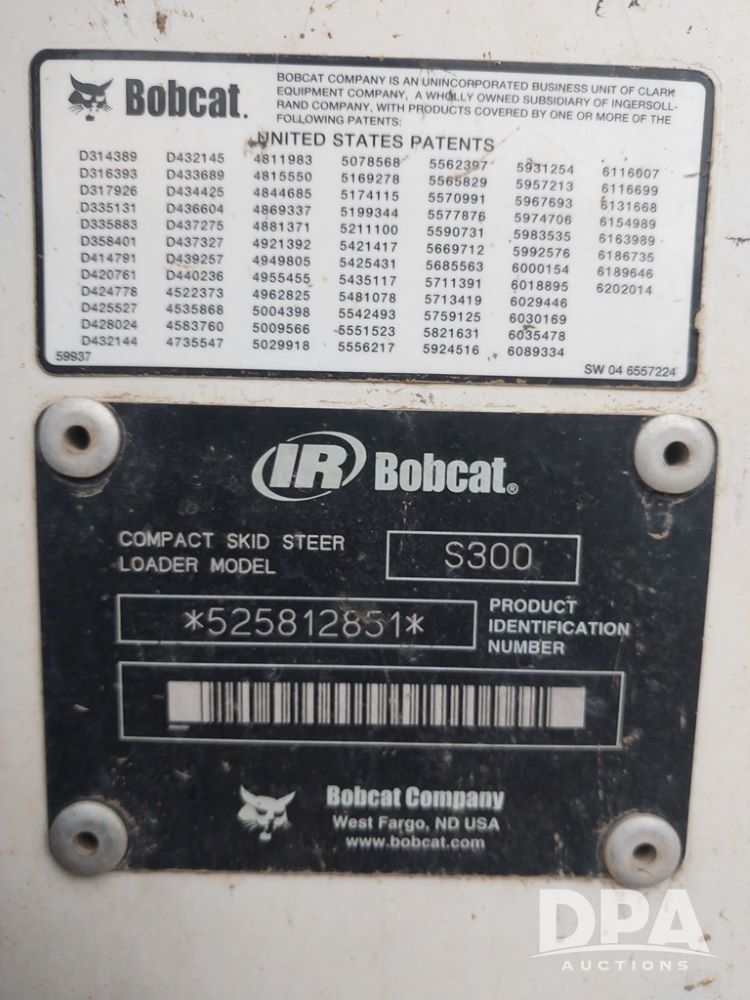 Bobcat.
BOBCAT COMPANY IS AN UNINCORPORATED BUSINESS UNIT OF CLARK
EQUIPMENT COMPANY, A WHOLLY OWNED SUBSIDIARY OF INGERSOLL-
RAND COMPANY, WITH PRODUCTS COVERED BY ONE OR MORE OF THE
FOLLOWING PATENTS:
UNITED STATES PATENTS
D314389 D432145 4811983 5078568 5562397 5931254 6116007
D316393 D433689 4815550 5169278 5565829 5957213 6116699
D317926 D434425 4844685 5174115 5570991 5967693 6131668
D335131 D436604 4869337 5199344 5577876 5974706 6154989
D335883 D437275 4881371 5211100 5590731 5983535 6163989
D358401 D437327 4921392 5421417 5669712 5992576 6186735
D414791 D439257 4949805 5425431 5685563 6000154 6189646
D420761 D440236 4955455 5435117 5711391 6018895 6202014
D424778 4522373 4962825 5481078 5713419 6029446
D425527 4535868 5004398 5542493 5759125 6030169
D428024 4583760 5009566 5551523 5821631 6035478
D432144 4735547 5029918 5556217 5924516 6089334
59937 SW 04 6557224
IR Bobcat®
COMPACT SKID STEER
LOADER MODEL
S300
*525812851*
PRODUCT
IDENTIFICATION
NUMBER
Bobcat Company
West Fargo, ND USA
www.bobcat.com
DPA
AUCTIONS